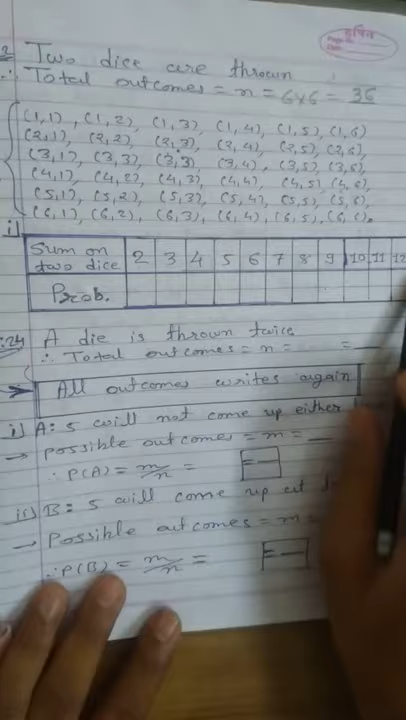 Two dice are thrown
∴ Total outcomes = n = 6×6 = 36
(1,1), (1,2), (1,3), (1,4), (1,5), (1,6)
(2,1), (2,2), (2,3), (2,4), (2,5), (2,6),
(3,1), (3,3), (3,3), (3,4), (3,5), (3,6),
(4,1), (4,2), (4,3), (4,4), (4,5) (4,6),
(5,1), (5,2), (5,3), (5,4), (5,5), (5,6),
(6,1), (6,2), (6,3), (6,4), (6,5), (6,6).
i)
Sum on two dice 2 3 4 5 6 7 8 9 10 11 12
Prob.
:24 A die is thrown twice
∴ Total outcomes = n = = __
All outcomes writes again
i) A: 5 will not come up either
→ possible outcomes = m = __
∴ P(A) = m/n =
ii) B: 5 will come up at
→ Possible outcomes = m =
∴ P(B) = m/n =